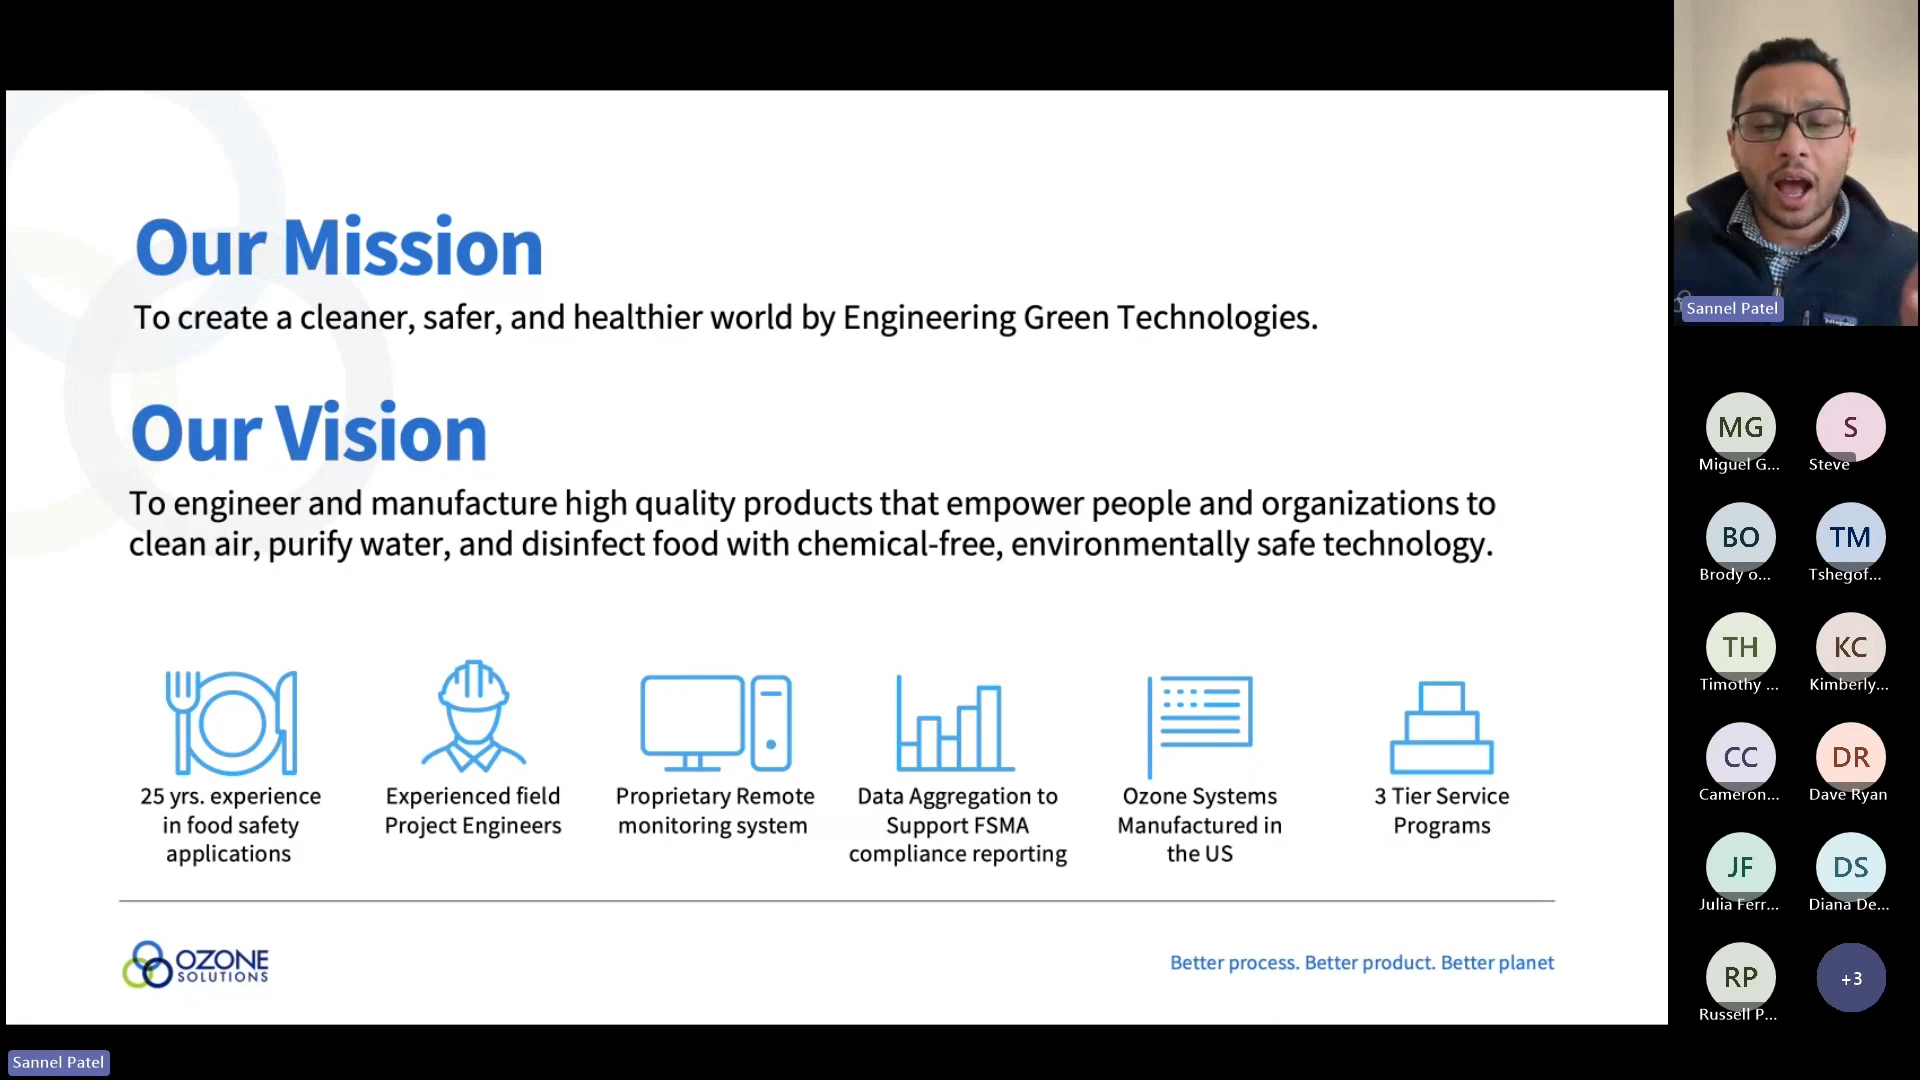 Our Mission
To create a cleaner, safer, and healthier world by Engineering Green Technologies.
Our Vision
To engineer and manufacture high quality products that empower people and organizations to
clean air, purify water, and disinfect food with chemical-free, environmentally safe technology.
25 yrs. experience
in food safety
applications
Experienced field
Project Engineers
Proprietary Remote
monitoring system
Data Aggregation to
Support FSMA
compliance reporting
Ozone Systems
Manufactured in
the US
3 Tier Service
Programs
OZONE
SOLUTIONS
Better process. Better product. Better planet
Sannel Patel
Sannel Patel
MG
Miguel G...
S
Steve
BO
Brody o...
TM
Tshegof...
TH
Timothy ...
KC
Kimberly...
CC
Cameron...
DR
Dave Ryan
JF
Julia Ferr...
DS
Diana De...
RP
Russell P...
+3